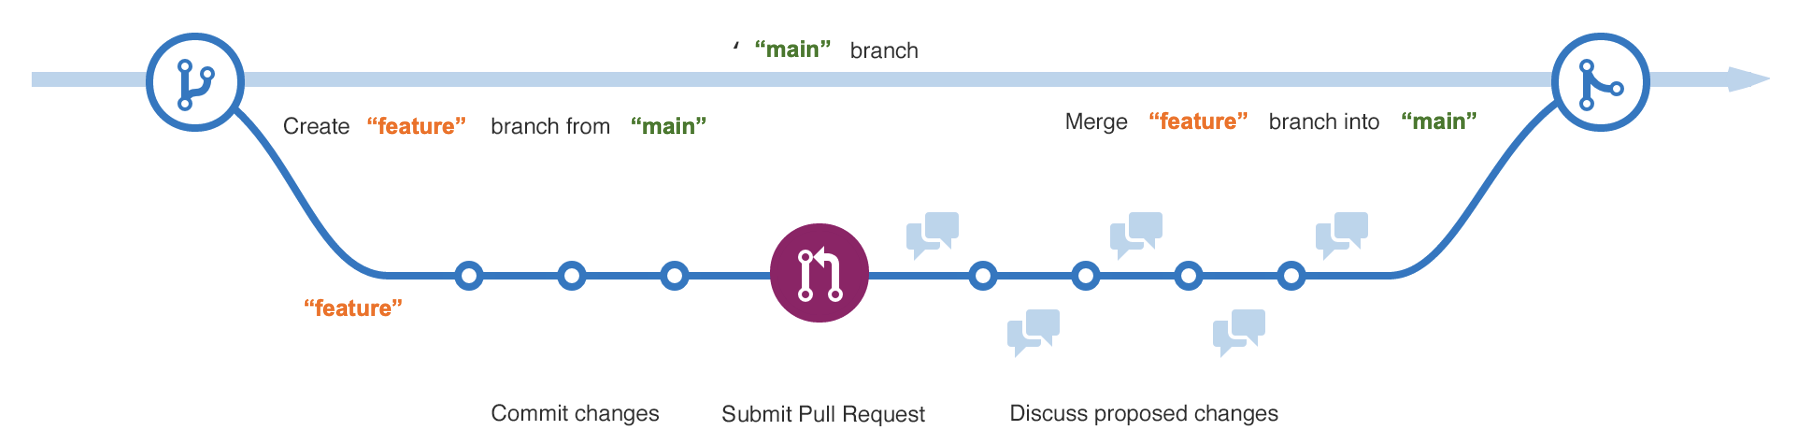 ‘ “main” branch
Create “feature” branch from “main”
Merge “feature” branch into “main”
“feature”
Commit changes
Submit Pull Request
Discuss proposed changes